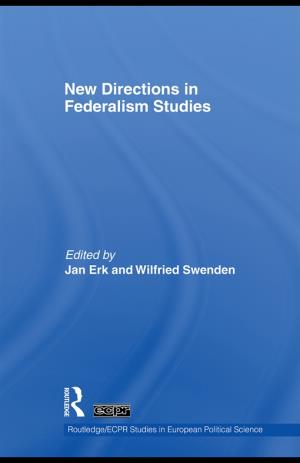 New Directions in
Federalism Studies
Edited by
Jan Erk and Wilfried Swenden
ROUTLEDGE
ecpr
Routledge/ECPR Studies in European Political Science